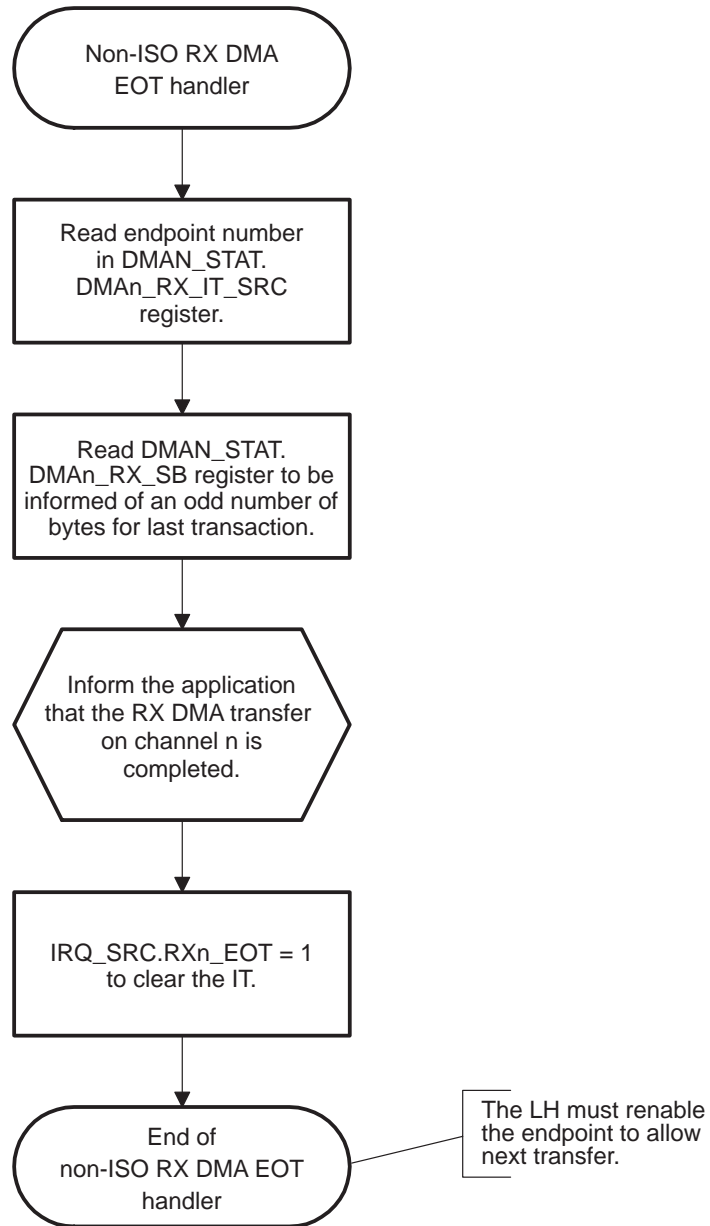 Non-ISO RX DMA
EOT handler
Read endpoint number
in DMAN_STAT.
DMAn_RX_IT_SRC
register.
Read DMAN_STAT.
DMAn_RX_SB register to be
informed of an odd number of
bytes for last transaction.
Inform the application
that the RX DMA transfer
on channel n is
completed.
IRQ_SRC.RXn_EOT = 1
to clear the IT.
End of
non-ISO RX DMA EOT
handler
The LH must renable
the endpoint to allow
next transfer.